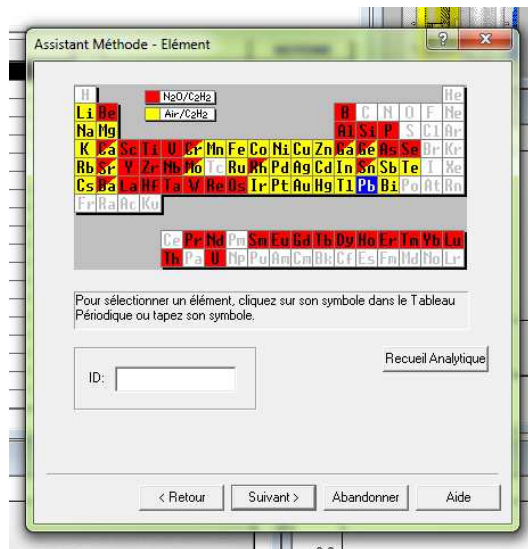 Assistant Méthode - Elément
? X
H N2O/C2H2 He
Li Be Air/C2H2 B C N O F Ne
Na Mg Al Si P S Cl Ar
K Ca Sc Ti V Cr Mn Fe Co Ni Cu Zn Ga Ge As Se Br Kr
Rb Sr Y Zr Nb Mo Tc Ru Rh Pd Ag Cd In Sn Sb Te I Xe
Cs Ba La Hf Ta W Re Os Ir Pt Au Hg Tl Pb Bi Po At Rn
Fr Ra Ac Ku
Ce Pr Nd Pm Sm Eu Gd Tb Dy Ho Er Tm Yb Lu
Th Pa U Np Pu Am Cm Bk Cf Es Fm Md No Lr
Pour sélectionner un élément, cliquez sur son symbole dans le Tableau
Périodique ou tapez son symbole.
ID:
Recueil Analytique
< Retour
Suivant >
Abandonner
Aide